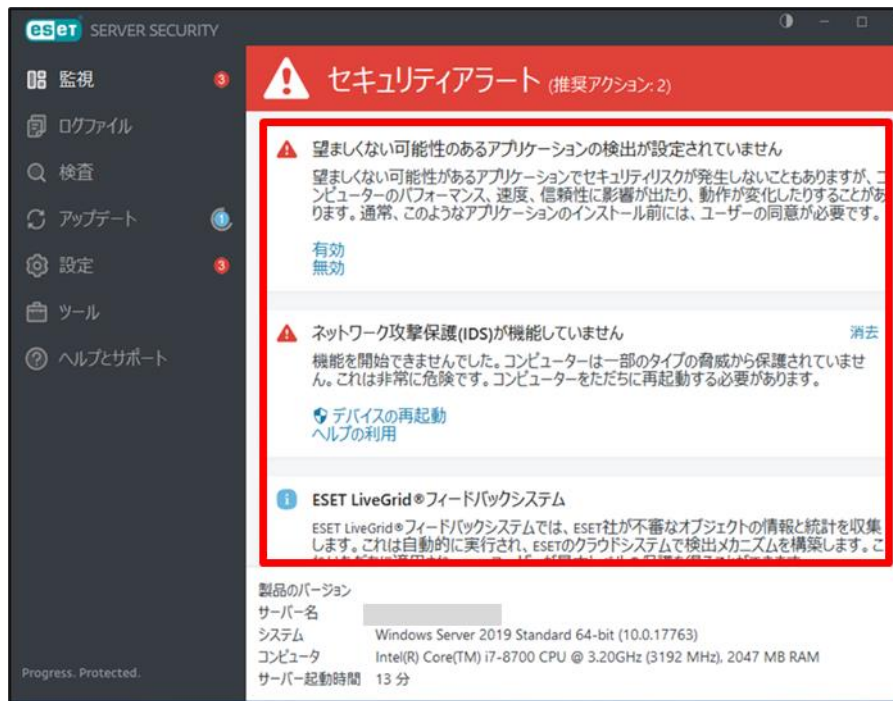 eset SERVER SECURITY
監視 3
ログファイル
検査
アップデート 1
設定 3
ツール
ヘルプとサポート
Progress. Protected.
セキュリティアラート (推奨アクション: 2)
望ましくない可能性のあるアプリケーションの検出が設定されていません
望ましくない可能性があるアプリケーションでセキュリティリスクが発生しないこともありますが、コ
ンピューターのパフォーマンス、速度、信頼性に影響が出たり、動作が変化したりすることがあ
ります。通常、このようなアプリケーションのインストール前には、ユーザーの同意が必要です。
有効
無効
ネットワーク攻撃保護(IDS)が機能していません 消去
機能を開始できませんでした。コンピューターは一部のタイプの脅威から保護されていませ
ん。これは非常に危険です。コンピューターをただちに再起動する必要があります。
デバイスの再起動
ヘルプの利用
ESET LiveGrid®フィードバックシステム
ESET LiveGrid®フィードバックシステムでは、ESET社が不審なオブジェクトの情報と統計を収集
します。これは自動的に実行され、ESETのクラウドシステムで検出メカニズムを構築します。こ
製品のバージョン
サーバー名
システム Windows Server 2019 Standard 64-bit (10.0.17763)
コンピュータ Intel(R) Core(TM) i7-8700 CPU @ 3.20GHz (3192 MHz), 2047 MB RAM
サーバー起動時間 13 分